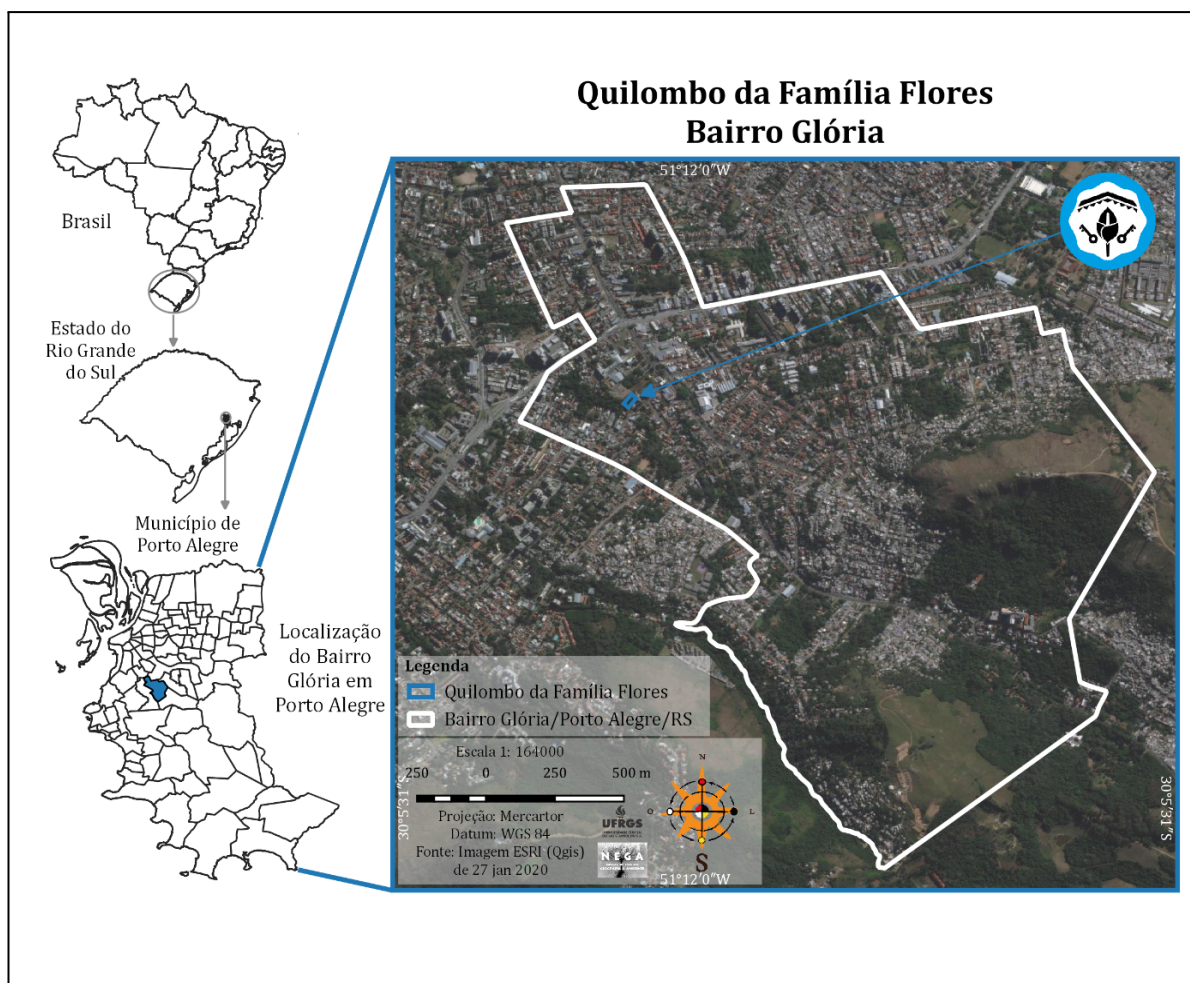 Quilombo da Família Flores
Bairro Glória
Brasil
Estado do
Rio Grande
do Sul
Município de
Porto Alegre
Localização
do Bairro
Glória em
Porto Alegre
51°12'0"W
Legenda
Quilombo da Família Flores
Bairro Glória/Porto Alegre/RS
Escala 1: 164000
250 0 250 500 m
Projeção: Mercartor
Datum: WGS 84
Fonte: Imagem ESRI (Qgis)
de 27 jan 2020
UFRGS
NEGA
N
O
L
S
30°5'31"S
30°5'31"S
51°12'0"W